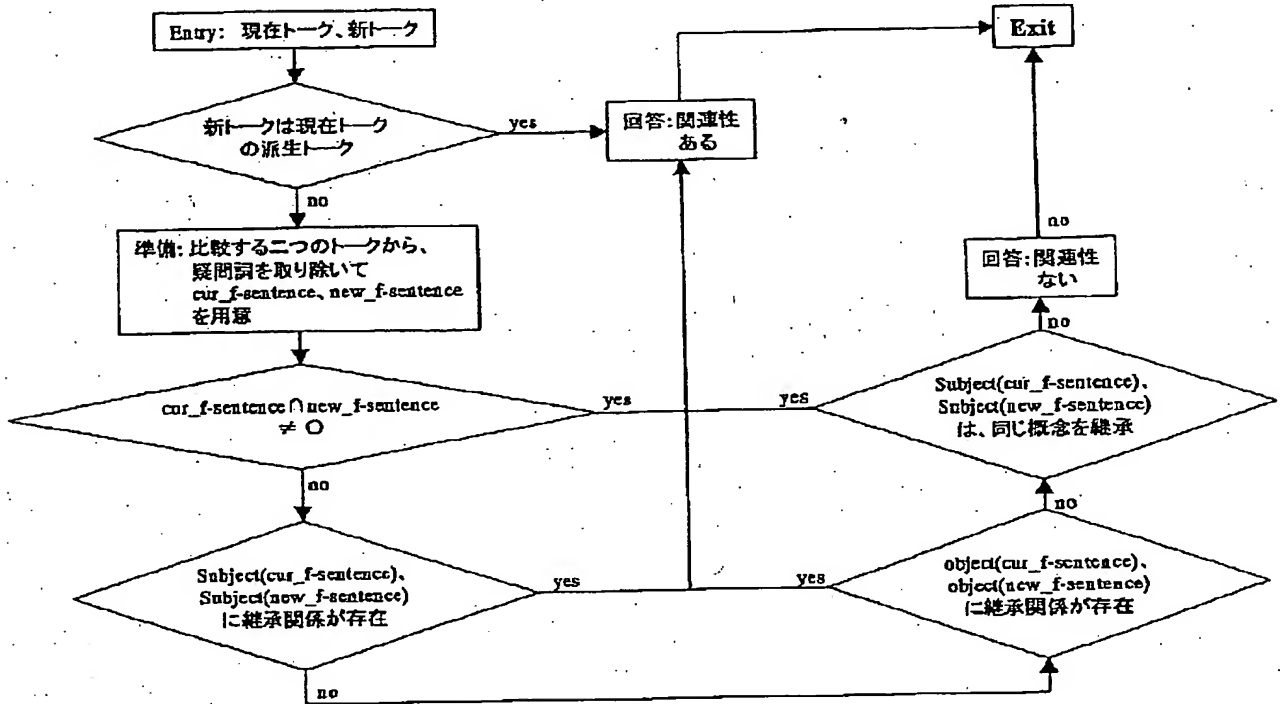 Entry: 現在トーク、新トーク
Exit
新トークは現在トーク
の派生トーク
yes
回答:関連性
ある
no
準備: 比較する二つのトークから、
疑問詞を取り除いて
cur_f-sentence、new_f-sentence
を用意
no
回答:関連性
ない
no
cur_f-sentence∩new_f-sentence
≠ O
yes
yes
Subject(cur_f-sentence)、
Subject(new_f-sentence)
は、同じ概念を継承
no
no
Subject(cur_f-sentence)、
Subject(new_f-sentence)
に継承関係が存在
yes
yes
object(cur_f-sentence)、
object(new_f-sentence)
に継承関係が存在
no